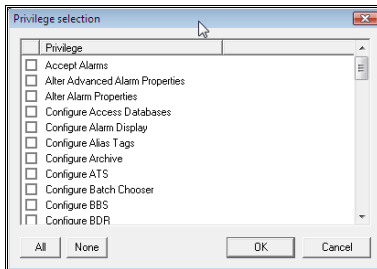 Privilege selection
Privilege
Accept Alarms
Alter Advanced Alarm Properties
Alter Alarm Properties
Configure Access Databases
Configure Alarm Display
Configure Alias Tags
Configure Archive
Configure ATS
Configure Batch Chooser
Configure BBS
Configure BDR
All None OK Cancel